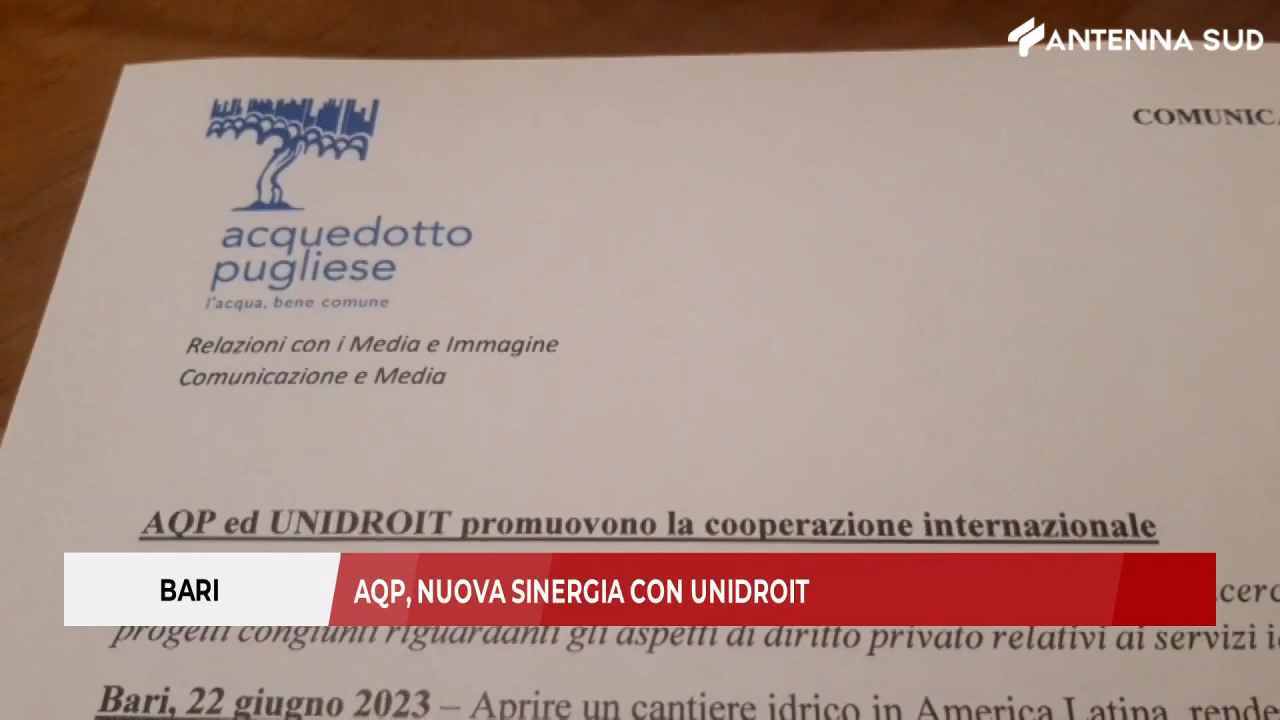 ANTENNA SUD
acquedotto
pugliese
l'acqua, bene comune
Relazioni con i Media e Immagine
Comunicazione e Media
AQP ed UNIDROIT promuovono la cooperazione internazionale
BARI
AQP, NUOVA SINERGIA CON UNIDROIT
progetti congiunti riguardanti gli aspetti di diritto privato relativi ai servizi
Bari, 22 giugno 2023 – Aprire un cantiere idrico in America Latina, rende